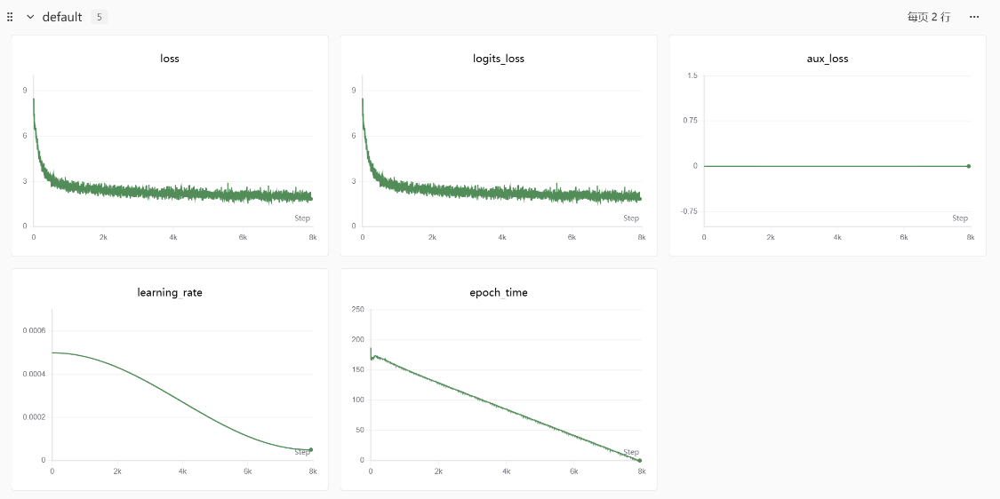 default 5 每页 2 行
loss
9
6
3
0
Step
0 2k 4k 6k 8k
logits_loss
9
6
3
0
Step
0 2k 4k 6k 8k
aux_loss
1.5
0.75
0
-0.75
Step
0 2k 4k 6k 8k
learning_rate
0.0006
0.0004
0.0002
0
Step
0 2k 4k 6k 8k
epoch_time
250
200
150
100
50
0
Step
0 2k 4k 6k 8k